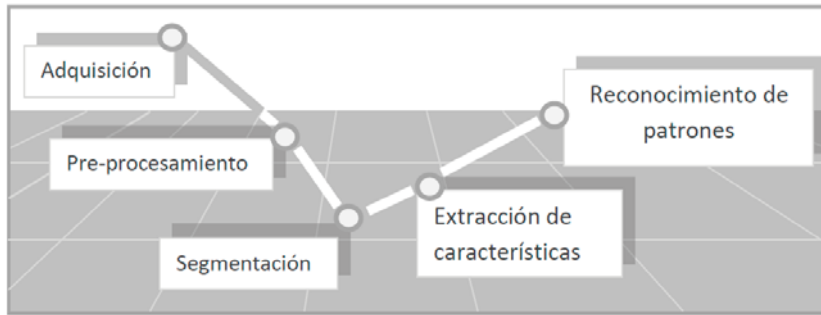 Adquisición
Pre-procesamiento
Segmentación
Extracción de
características
Reconocimiento de
patrones